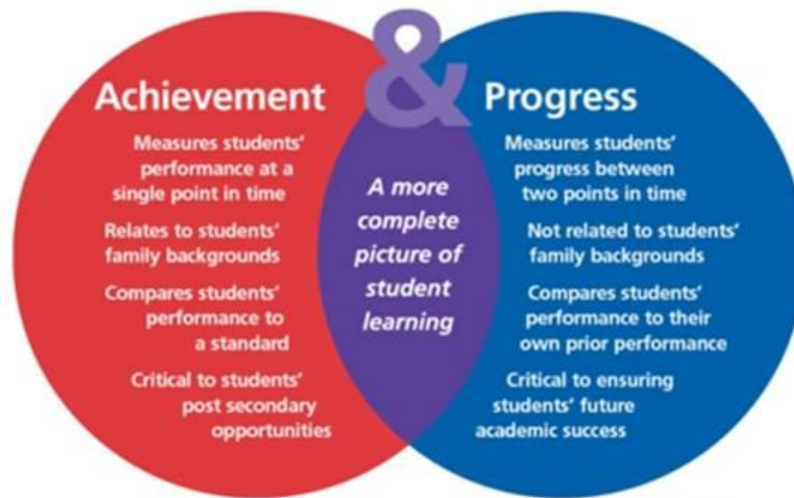 &
Achievement
Measures students'
performance at a
single point in time
Relates to students'
family backgrounds
Compares students'
performance to
a standard
Critical to students'
post secondary
opportunities
A more
complete
picture of
student
learning
Progress
Measures students'
progress between
two points in time
Not related to students'
family backgrounds
Compares students'
performance to their
own prior performance
Critical to ensuring
students' future
academic success